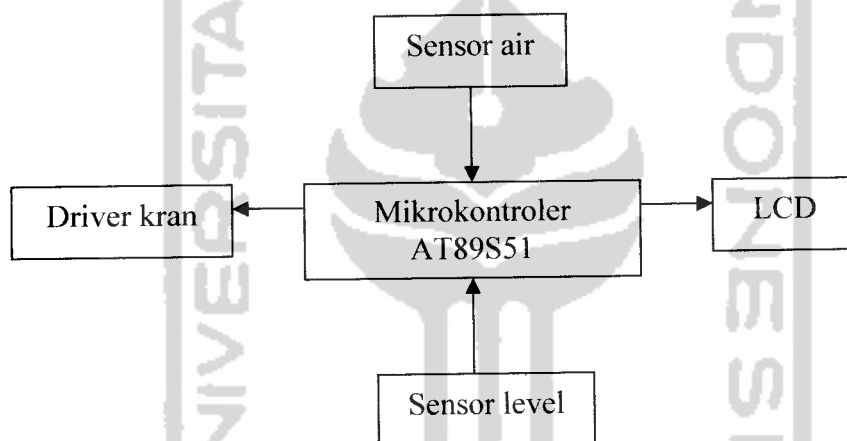 Sensor air
Driver kran
Mikrokontroler
AT89S51
LCD
Sensor level